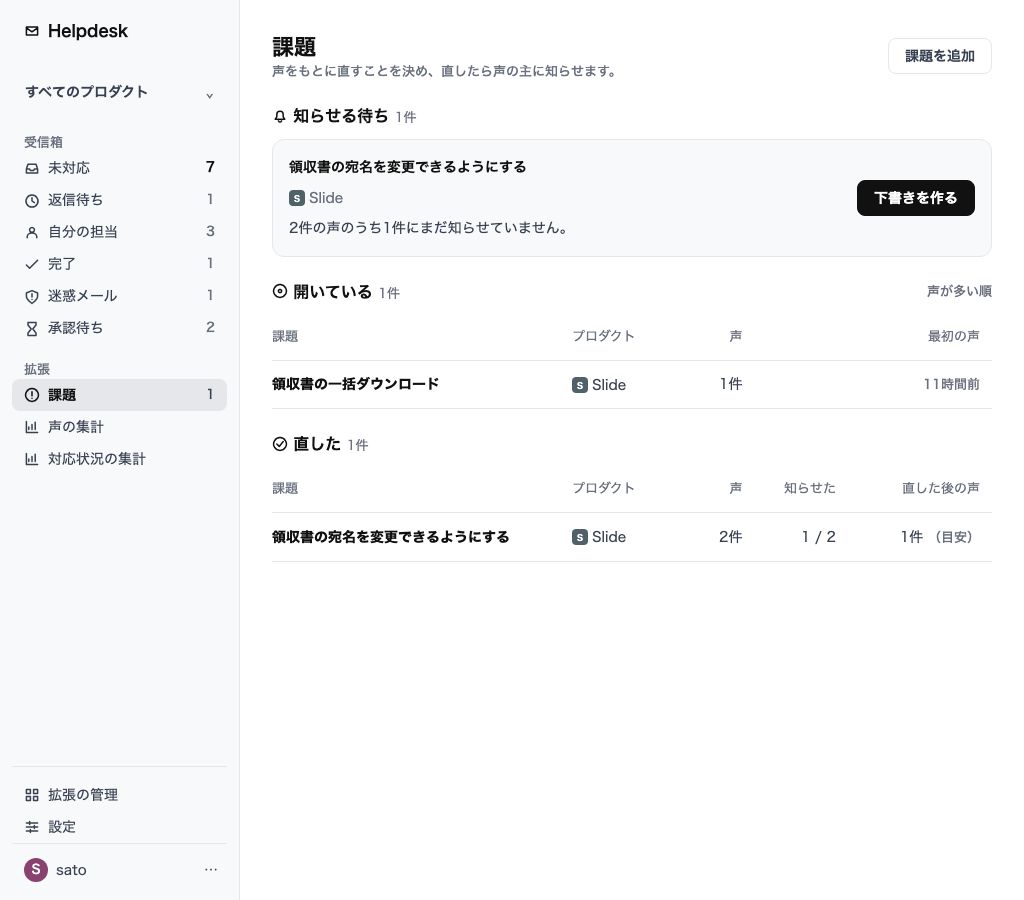 Helpdesk
すべてのプロダクト
受信箱
未対応 7
返信待ち 1
自分の担当 3
完了 1
迷惑メール 1
承認待ち 2
拡張
課題 1
声の集計
対応状況の集計
拡張の管理
設定
S sato ...
課題
声をもとに直すことを決め、直したら声の主に知らせます。
課題を追加
知らせる待ち 1件
領収書の宛名を変更できるようにする
S Slide
2件の声のうち1件にまだ知らせていません。
下書きを作る
開いている 1件 声が多い順
課題 プロダクト 声 最初の声
領収書の一括ダウンロード S Slide 1件 11時間前
直した 1件
課題 プロダクト 声 知らせた 直した後の声
領収書の宛名を変更できるようにする S Slide 2件 1 / 2 1件 （目安）